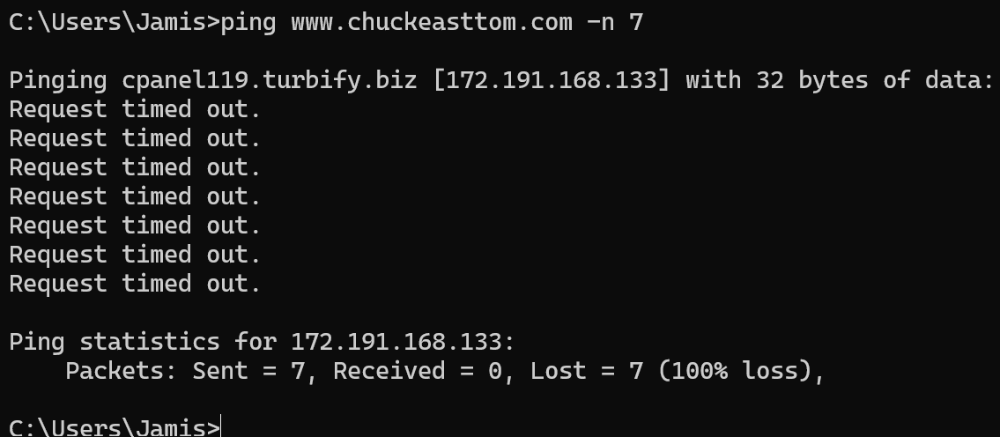 C:\Users\Jamis>ping www.chuckeasttom.com -n 7
Pinging cpanel119.turbify.biz [172.191.168.133] with 32 bytes of data:
Request timed out.
Request timed out.
Request timed out.
Request timed out.
Request timed out.
Request timed out.
Request timed out.
Ping statistics for 172.191.168.133:
    Packets: Sent = 7, Received = 0, Lost = 7 (100% loss),
C:\Users\Jamis>